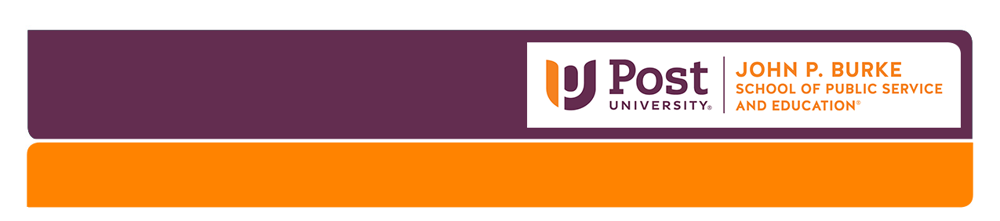 Post
UNIVERSITY®
JOHN P. BURKE
SCHOOL OF PUBLIC SERVICE
AND EDUCATION®